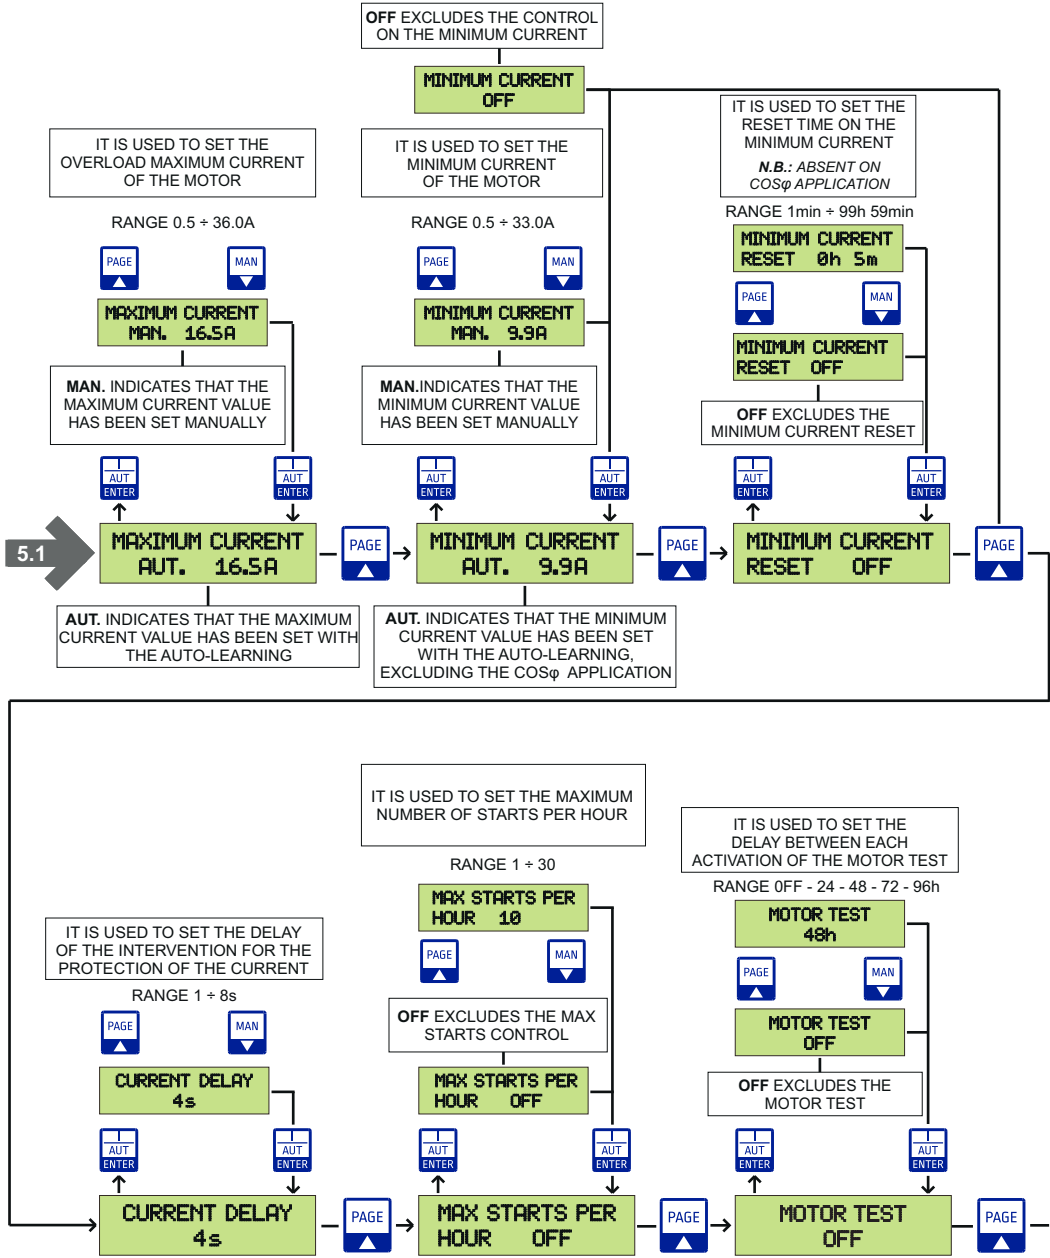 OFF EXCLUDES THE CONTROL
ON THE MINIMUM CURRENT
MINIMUM CURRENT
OFF
IT IS USED TO SET THE
OVERLOAD MAXIMUM CURRENT
OF THE MOTOR
RANGE 0.5 ÷ 36.0A
PAGE
MAN
MAXIMUM CURRENT
MAN. 16.5A
MAN. INDICATES THAT THE
MAXIMUM CURRENT VALUE
HAS BEEN SET MANUALLY
I
AUT
ENTER
I
AUT
ENTER
IT IS USED TO SET THE
MINIMUM CURRENT
OF THE MOTOR
RANGE 0.5 ÷ 33.0A
PAGE
MAN
MINIMUM CURRENT
MAN. 9.9A
MAN.INDICATES THAT THE
MINIMUM CURRENT VALUE
HAS BEEN SET MANUALLY
I
AUT
ENTER
I
AUT
ENTER
IT IS USED TO SET THE
RESET TIME ON THE
MINIMUM CURRENT
N.B.: ABSENT ON
COSφ APPLICATION
RANGE 1min ÷ 99h 59min
MINIMUM CURRENT
RESET 0h 5m
PAGE
MAN
MINIMUM CURRENT
RESET OFF
OFF EXCLUDES THE
MINIMUM CURRENT RESET
I
AUT
ENTER
I
AUT
ENTER
5.1
MAXIMUM CURRENT
AUT. 16.5A
PAGE
MINIMUM CURRENT
AUT. 9.9A
PAGE
MINIMUM CURRENT
RESET OFF
PAGE
AUT. INDICATES THAT THE MAXIMUM
CURRENT VALUE HAS BEEN SET WITH
THE AUTO-LEARNING
AUT. INDICATES THAT THE MINIMUM
CURRENT VALUE HAS BEEN SET
WITH THE AUTO-LEARNING,
EXCLUDING THE COSφ APPLICATION
IT IS USED TO SET THE DELAY
OF THE INTERVENTION FOR THE
PROTECTION OF THE CURRENT
RANGE 1 ÷ 8s
PAGE
MAN
CURRENT DELAY
4s
I
AUT
ENTER
I
AUT
ENTER
IT IS USED TO SET THE MAXIMUM
NUMBER OF STARTS PER HOUR
RANGE 1 ÷ 30
MAX STARTS PER
HOUR 10
PAGE
MAN
OFF EXCLUDES THE MAX
STARTS CONTROL
MAX STARTS PER
HOUR OFF
I
AUT
ENTER
I
AUT
ENTER
IT IS USED TO SET THE
DELAY BETWEEN EACH
ACTIVATION OF THE MOTOR TEST
RANGE 0FF - 24 - 48 - 72 - 96h
MOTOR TEST
48h
PAGE
MAN
MOTOR TEST
OFF
OFF EXCLUDES THE
MOTOR TEST
I
AUT
ENTER
I
AUT
ENTER
CURRENT DELAY
4s
PAGE
MAX STARTS PER
HOUR OFF
PAGE
MOTOR TEST
OFF
PAGE